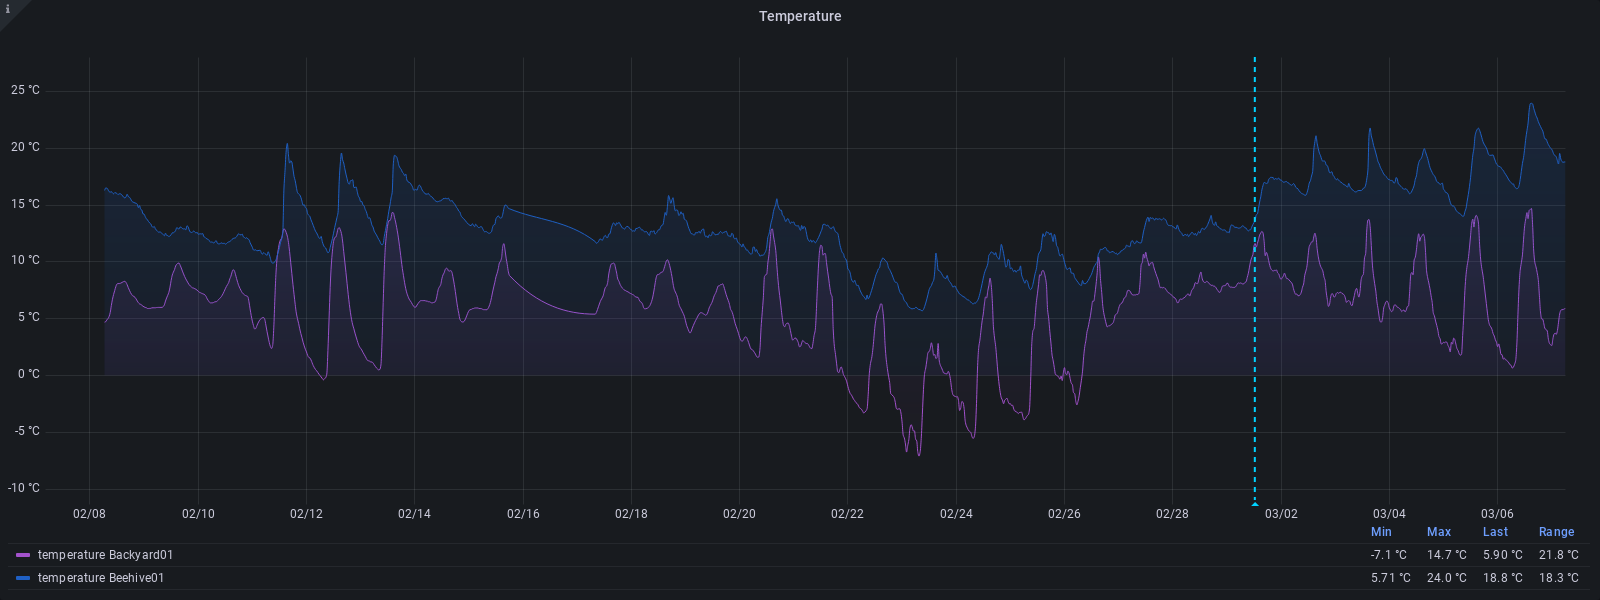 i
Temperature
25 °C
20 °C
15 °C
10 °C
5 °C
0 °C
-5 °C
-10 °C
02/08 02/10 02/12 02/14 02/16 02/18 02/20 02/22 02/24 02/26 02/28 03/02 03/04 03/06
Min Max Last Range
temperature Backyard01 -7.1 °C 14.7 °C 5.90 °C 21.8 °C
temperature Beehive01 5.71 °C 24.0 °C 18.8 °C 18.3 °C